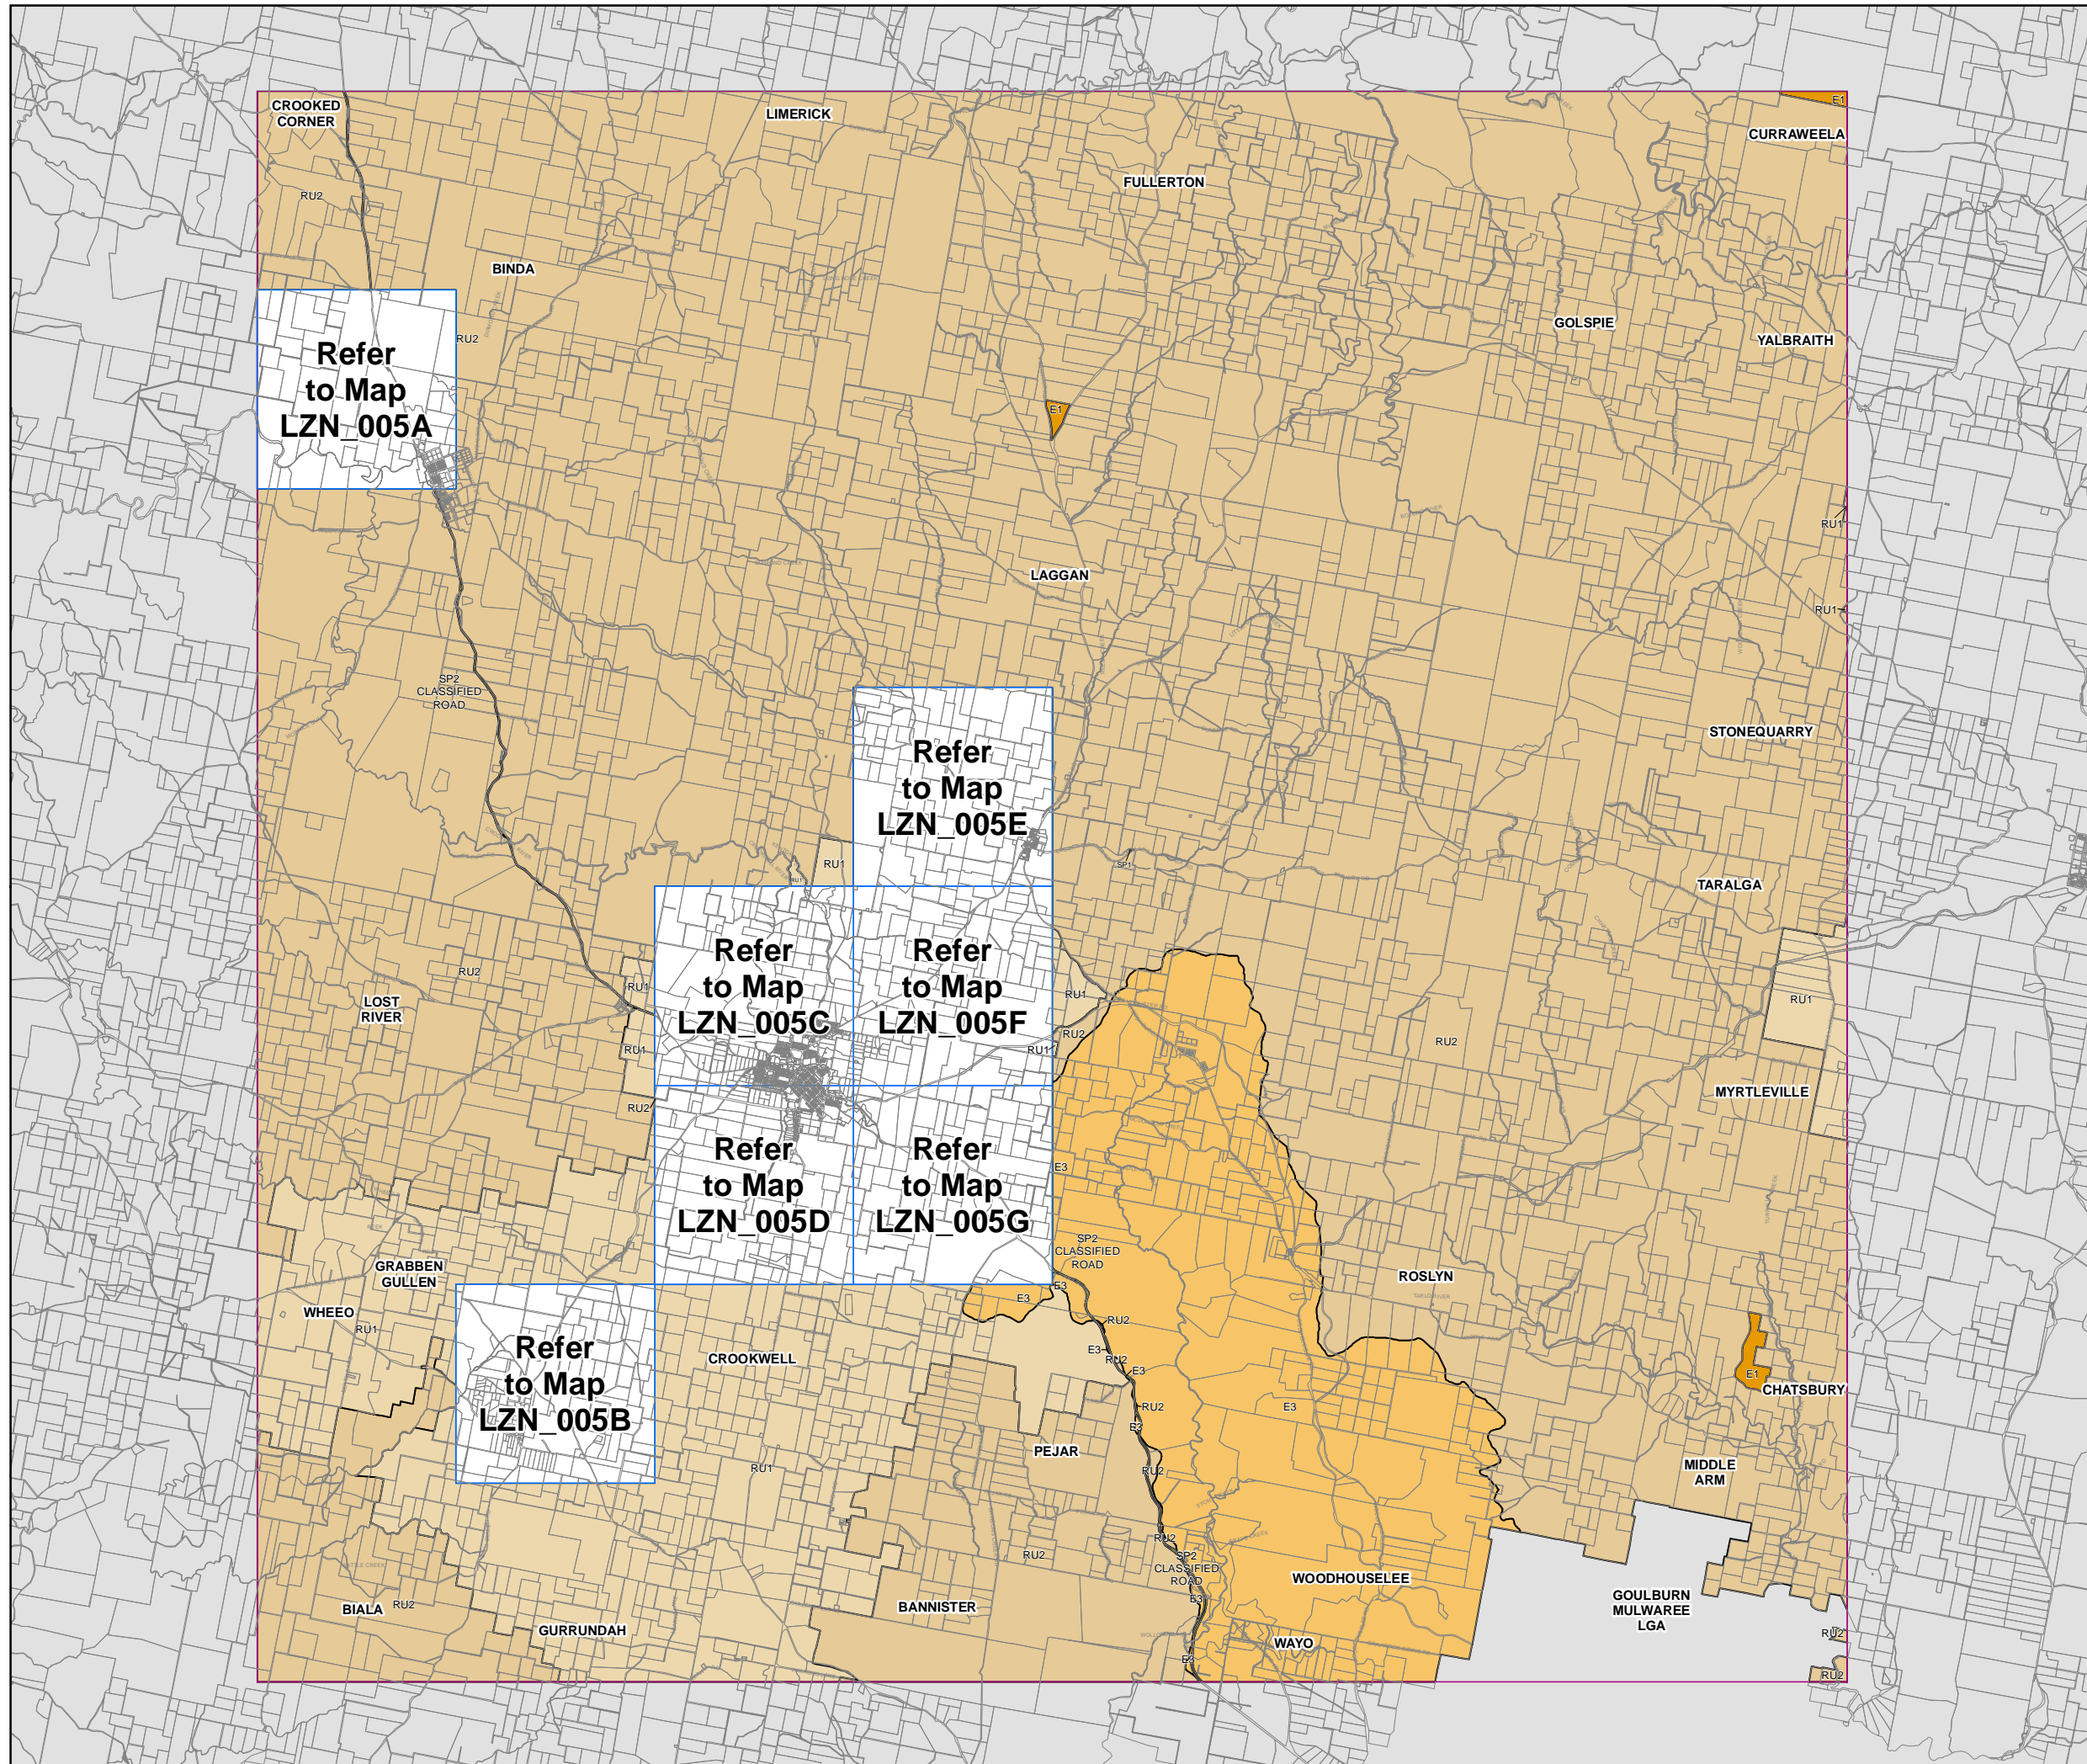 CROOKED
CORNER
LIMERICK
E1
CURRAWEELA
FULLERTON
RU2
BINDA
GOLSPIE
RU2
YALBRAITH
Refer
to Map
LZN_005A
E1
RU1
LAGGAN
RU1
SP2
CLASSIFIED
ROAD
STONEQUARRY
Refer
to Map
LZN_005E
RU1
SP1
RU1
TARALGA
Refer
to Map
LZN_005C
Refer
to Map
LZN_005F
RU2
RU1
RU1
RU1
LOST
RIVER
RU2
RU2
RU1
RU1
MYRTLEVILLE
RU2
Refer
to Map
LZN_005D
Refer
to Map
LZN_005G
E3
SP2
CLASSIFIED
ROAD
GRABBEN
GULLEN
ROSLYN
TARLO RIVER
E3
E3
WHEEO
RU1
RU2
Refer
to Map
LZN_005B
CROOKWELL
E3
RU2
E3
E1
CHATSBURY
RU2
E3
E3
PEJAR
RU1
RU2
MIDDLE
ARM
RU2
RU2
SP2
CLASSIFIED
ROAD
WOODHOUSELEE
E3
BIALA
RU2
BANNISTER
GOULBURN
MULWAREE
LGA
GURRUNDAH
WAYO
RU2
E3
RU2